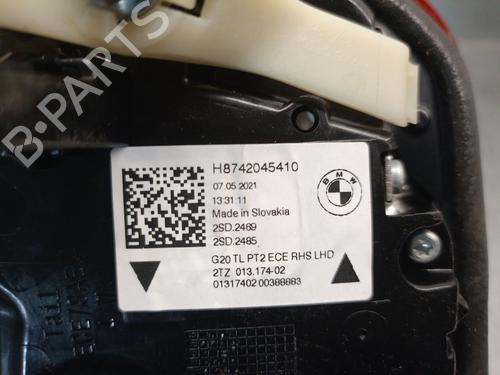 B-PARTS
H8742045410
07.05.2021
13:31.11
Made in Slovakia
2SD.2469
2SD.2485
BMW
G20 TL PT2 ECE RHS LHD
2TZ 013.174-02
01317402 00388883